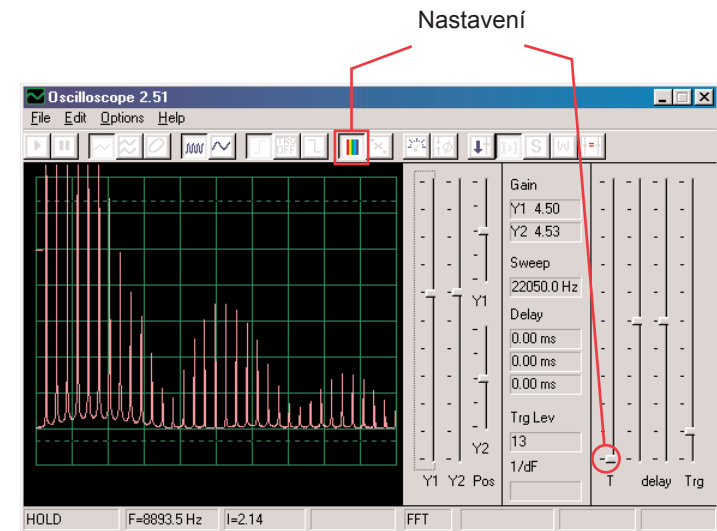 Nastavení
Oscilloscope 2.51
File Edit Options Help
TRG OFF
S W
Gain
Y1 4.50
Y2 4.53
Sweep
22050.0 Hz
Delay
0.00 ms
0.00 ms
0.00 ms
Trg Lev
13
1/dF
Y1
Y2
Y1 Y2 Pos
T delay Trg
HOLD F=8893.5 Hz I=2.14 FFT